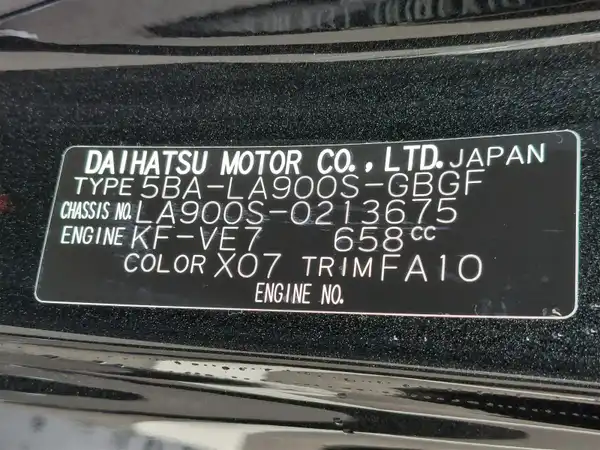 DAIHATSU MOTOR CO., LTD. JAPAN
TYPE 5BA-LA900S-GBGF
CHASSIS NO. LA900S-0213675
ENGINE KF-VE7 658CC
COLOR X07 TRIM FA10
ENGINE NO.